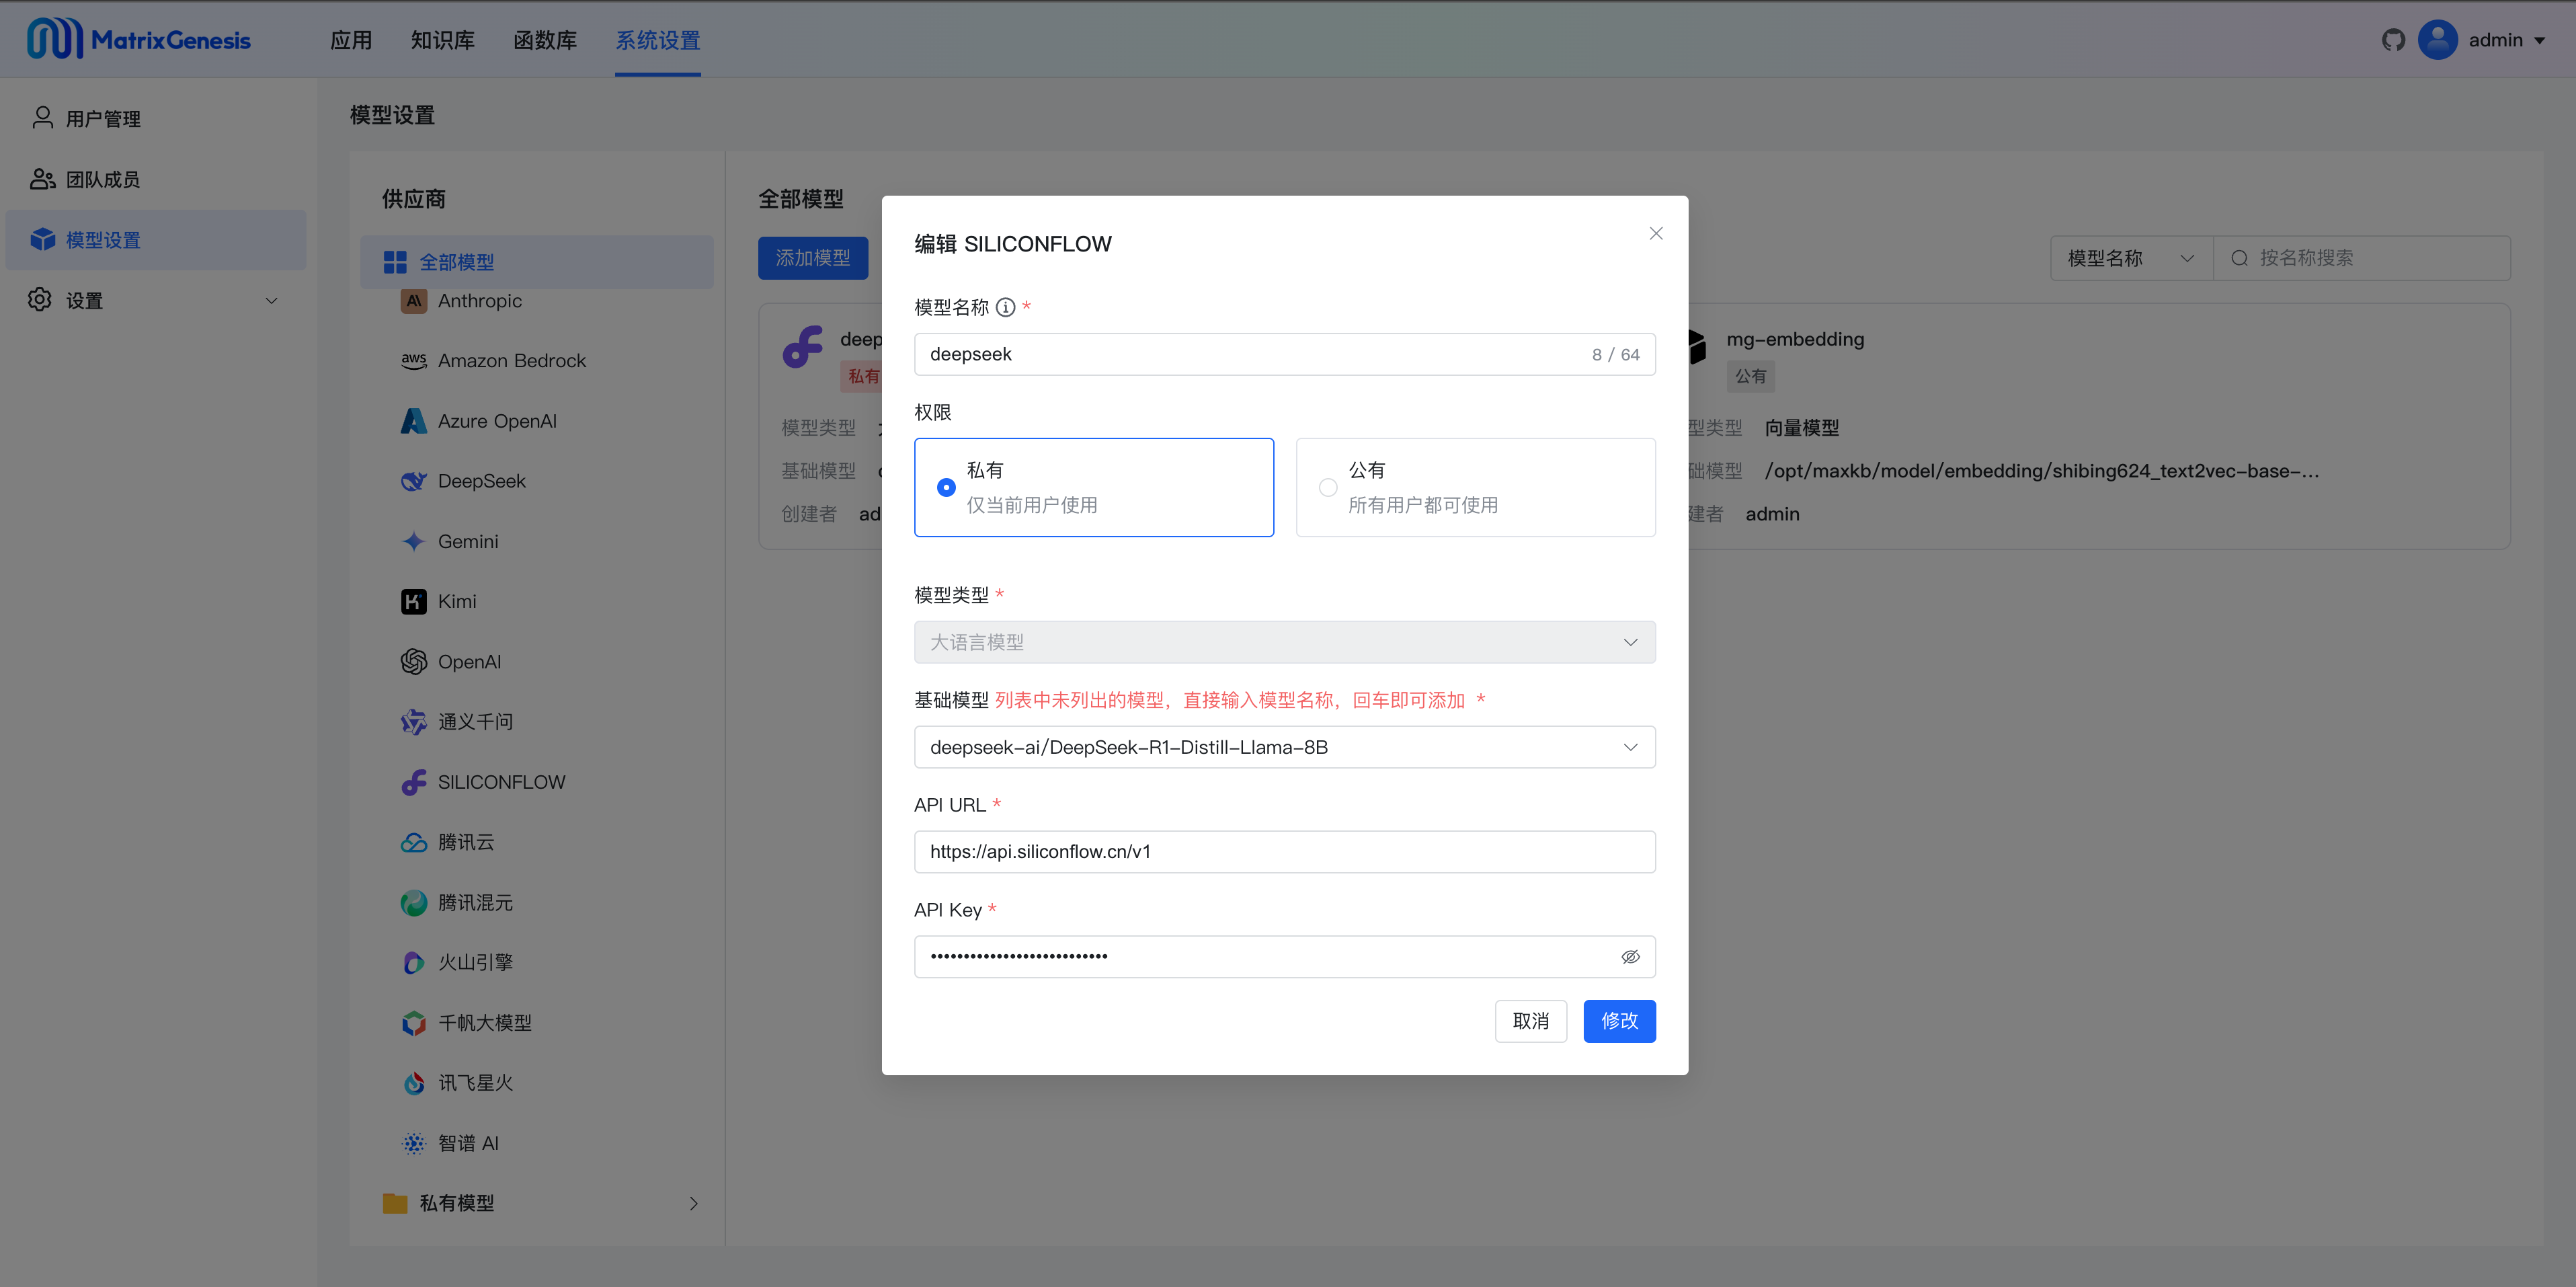 MatrixGenesis
应用
知识库
函数库
系统设置
admin
用户管理
团队成员
模型设置
设置
模型设置
供应商
全部模型
Anthropic
aws
Amazon Bedrock
Azure OpenAI
DeepSeek
Gemini
Kimi
OpenAI
通义千问
SILICONFLOW
腾讯云
腾讯混元
火山引擎
千帆大模型
讯飞星火
智谱 AI
私有模型
全部模型
添加模型
模型名称
按名称搜索
deep
私有
模型类型
基础模型
创建者 ad
mg-embedding
公有
型类型 向量模型
础模型 /opt/maxkb/model/embedding/shibing624_text2vec-base-...
建者 admin
编辑 SILICONFLOW
模型名称 *
deepseek
8 / 64
权限
私有
仅当前用户使用
公有
所有用户都可使用
模型类型 *
大语言模型
基础模型 列表中未列出的模型，直接输入模型名称，回车即可添加 *
deepseek-ai/DeepSeek-R1-Distill-Llama-8B
API URL *
https://api.siliconflow.cn/v1
API Key *
•••••••••••••••••••••••••••
取消
修改